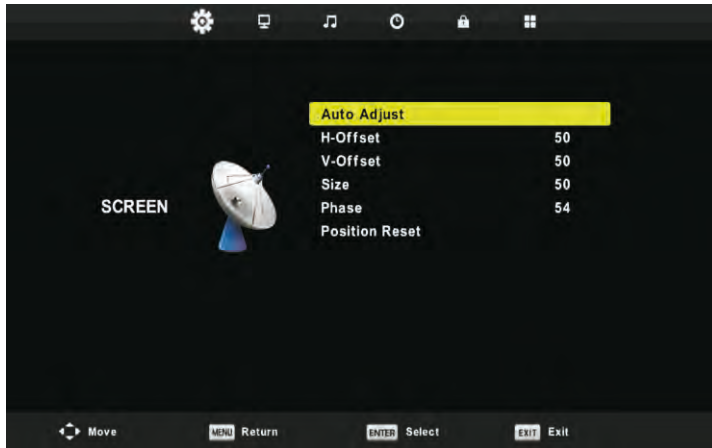 SCREEN
Auto Adjust
H-Offset 50
V-Offset 50
Size 50
Phase 54
Position Reset
Move MENU Return ENTER Select EXIT Exit